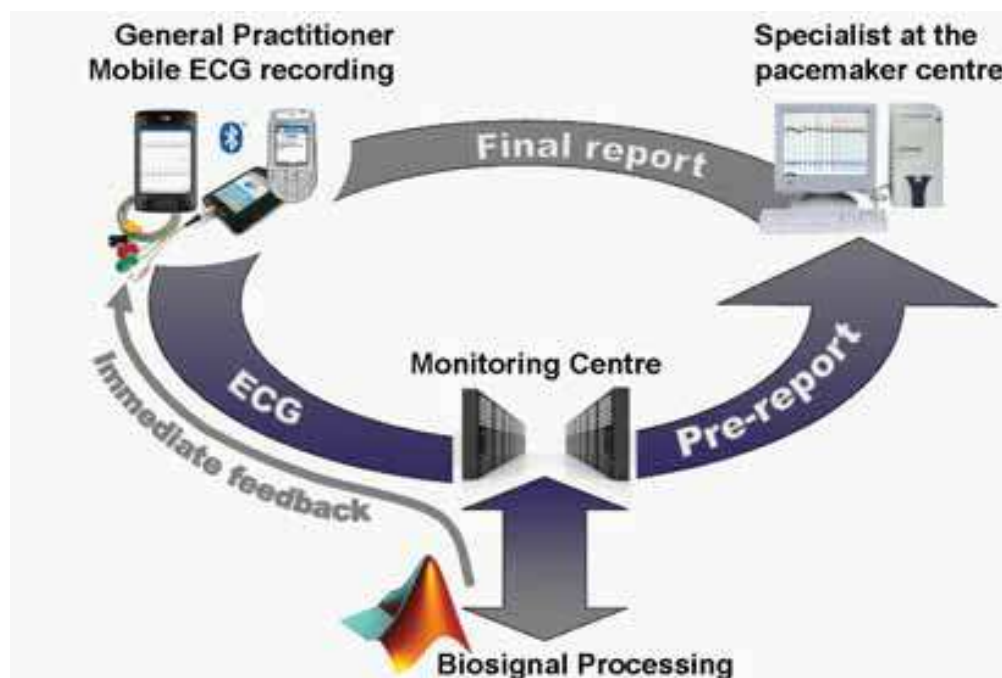 General Practitioner
Mobile ECG recording
Specialist at the
pacemaker centre
Final report
Monitoring Centre
ECG
Pre-report
Immediate feedback
Biosignal Processing